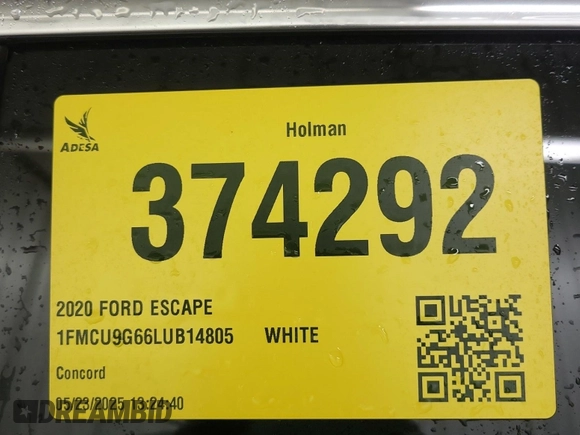 Holman
ADESA
374292
2020 FORD ESCAPE
1FMCU9G66LUB14805 WHITE
Concord
05/23/2025 13:24:40
DREAMBID